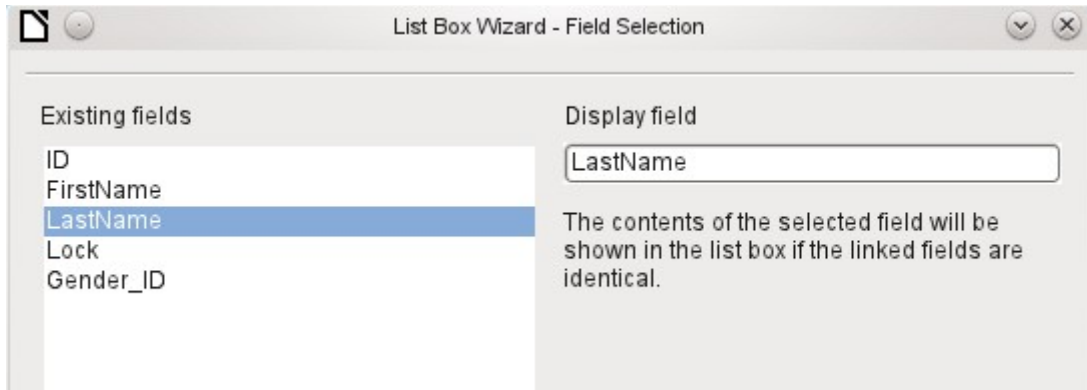 List Box Wizard - Field Selection
Existing fields
ID
FirstName
LastName
Lock
Gender_ID
Display field
LastName
The contents of the selected field will be
shown in the list box if the linked fields are
identical.